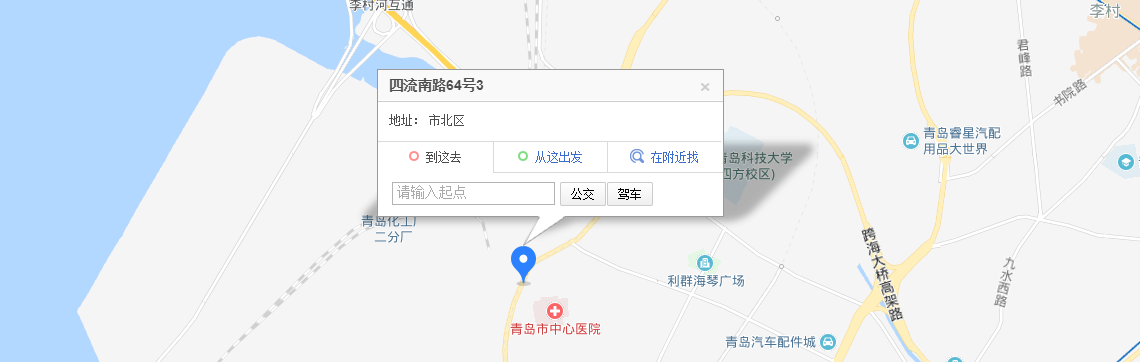 李村河互通
李村
君峰路
书院路
四流南路64号3
×
地址： 市北区
到这去
从这出发
在附近找
请输入起点
公交
驾车
青岛睿星汽配
用品大世界
青岛科技大学
四方校区)
青岛化工厂
二分厂
跨海大桥高架路
九水西路
利群海琴广场
青岛市中心医院
青岛汽车配件城